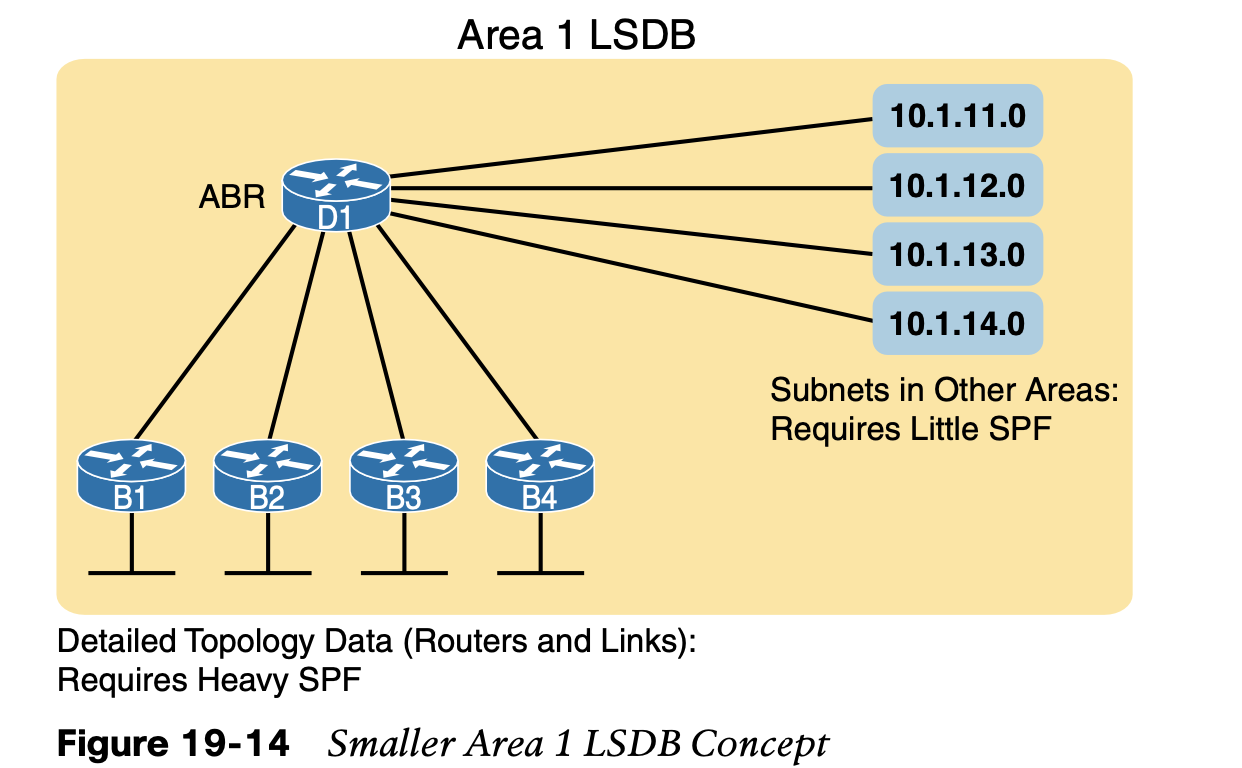 Area 1 LSDB
10.1.11.0
ABR
D1
10.1.12.0
10.1.13.0
10.1.14.0
Subnets in Other Areas:
Requires Little SPF
B1
B2
B3
B4
Detailed Topology Data (Routers and Links):
Requires Heavy SPF
Figure 19-14 Smaller Area 1 LSDB Concept